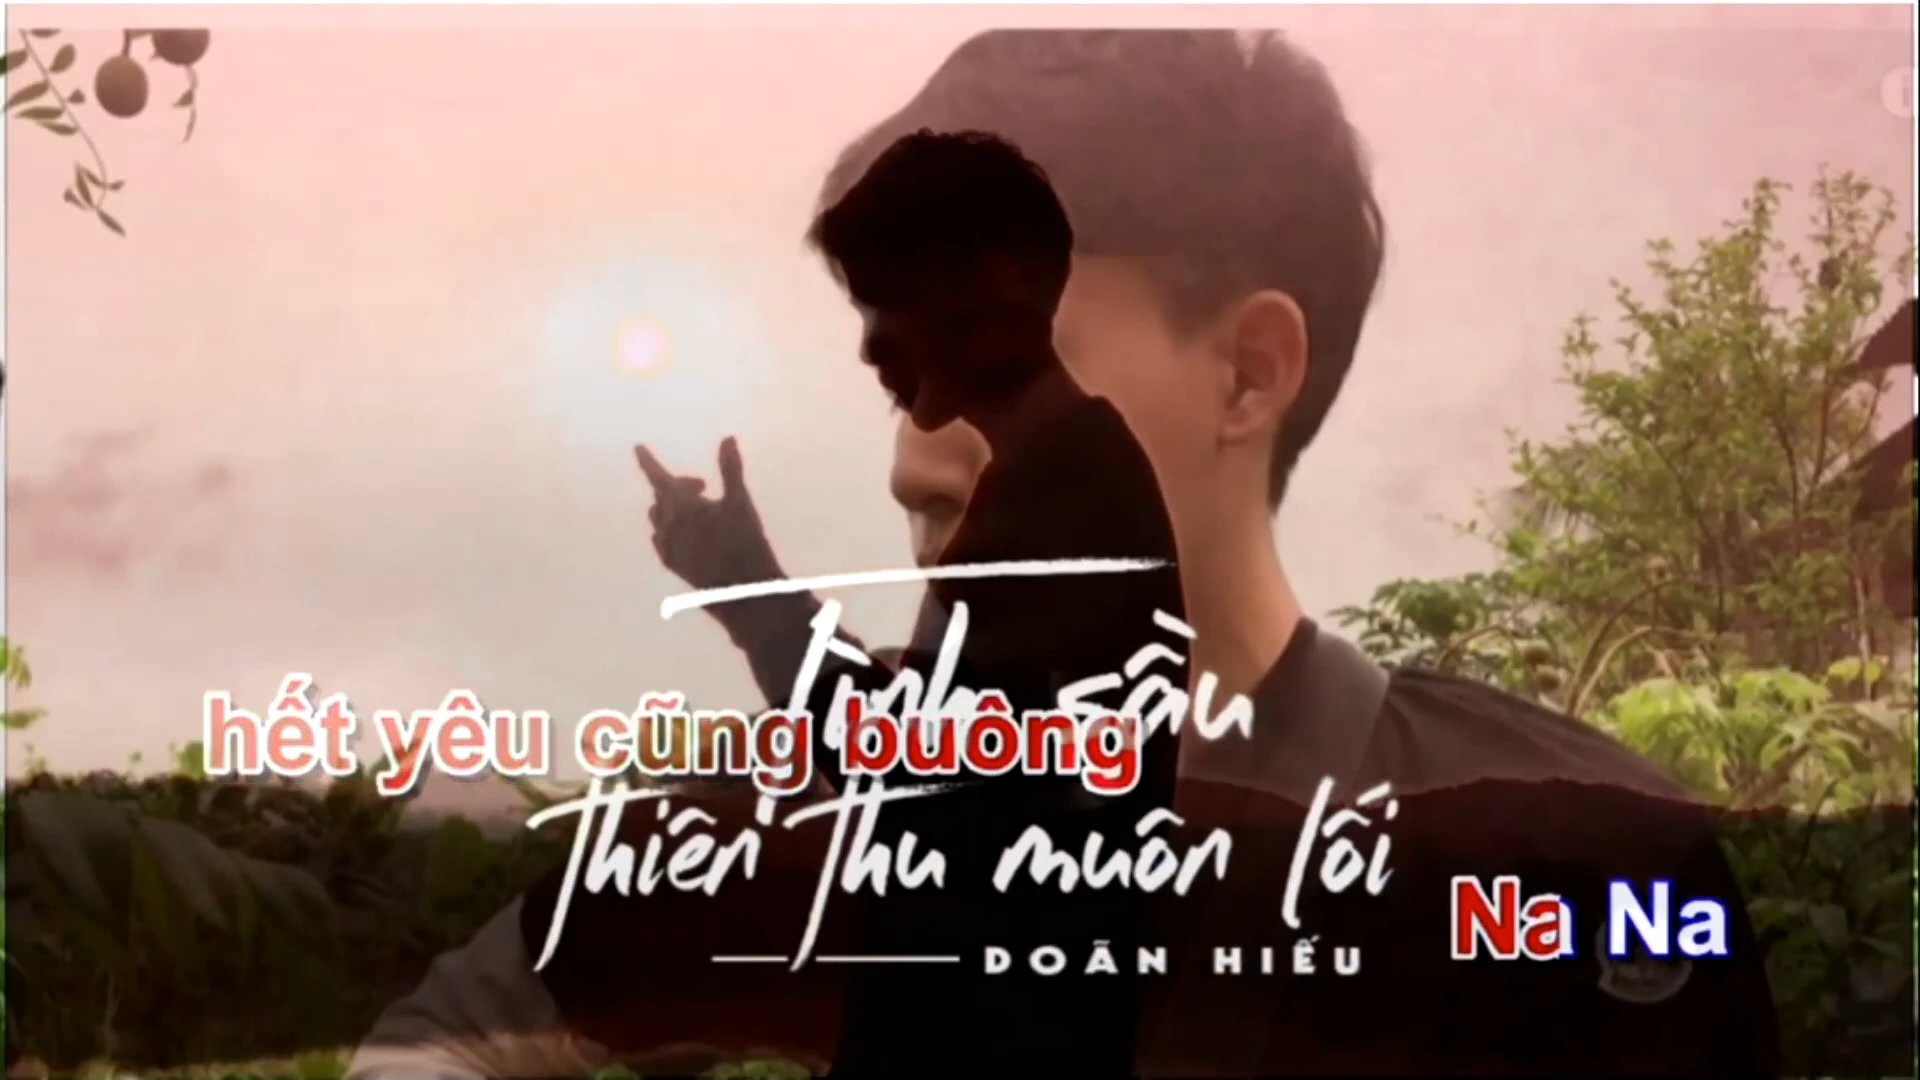 Tình sầu
hết yêu cũng buông
thiên thu muôn lối
Na Na
DOÃN HIẾU